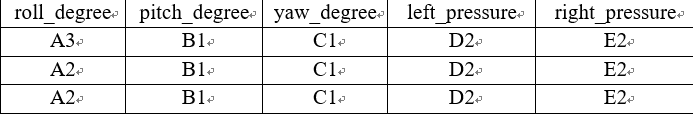 roll_degree pitch_degree yaw_degree left_pressure right_pressure
A3 B1 C1 D2 E2
A2 B1 C1 D2 E2
A2 B1 C1 D2 E2